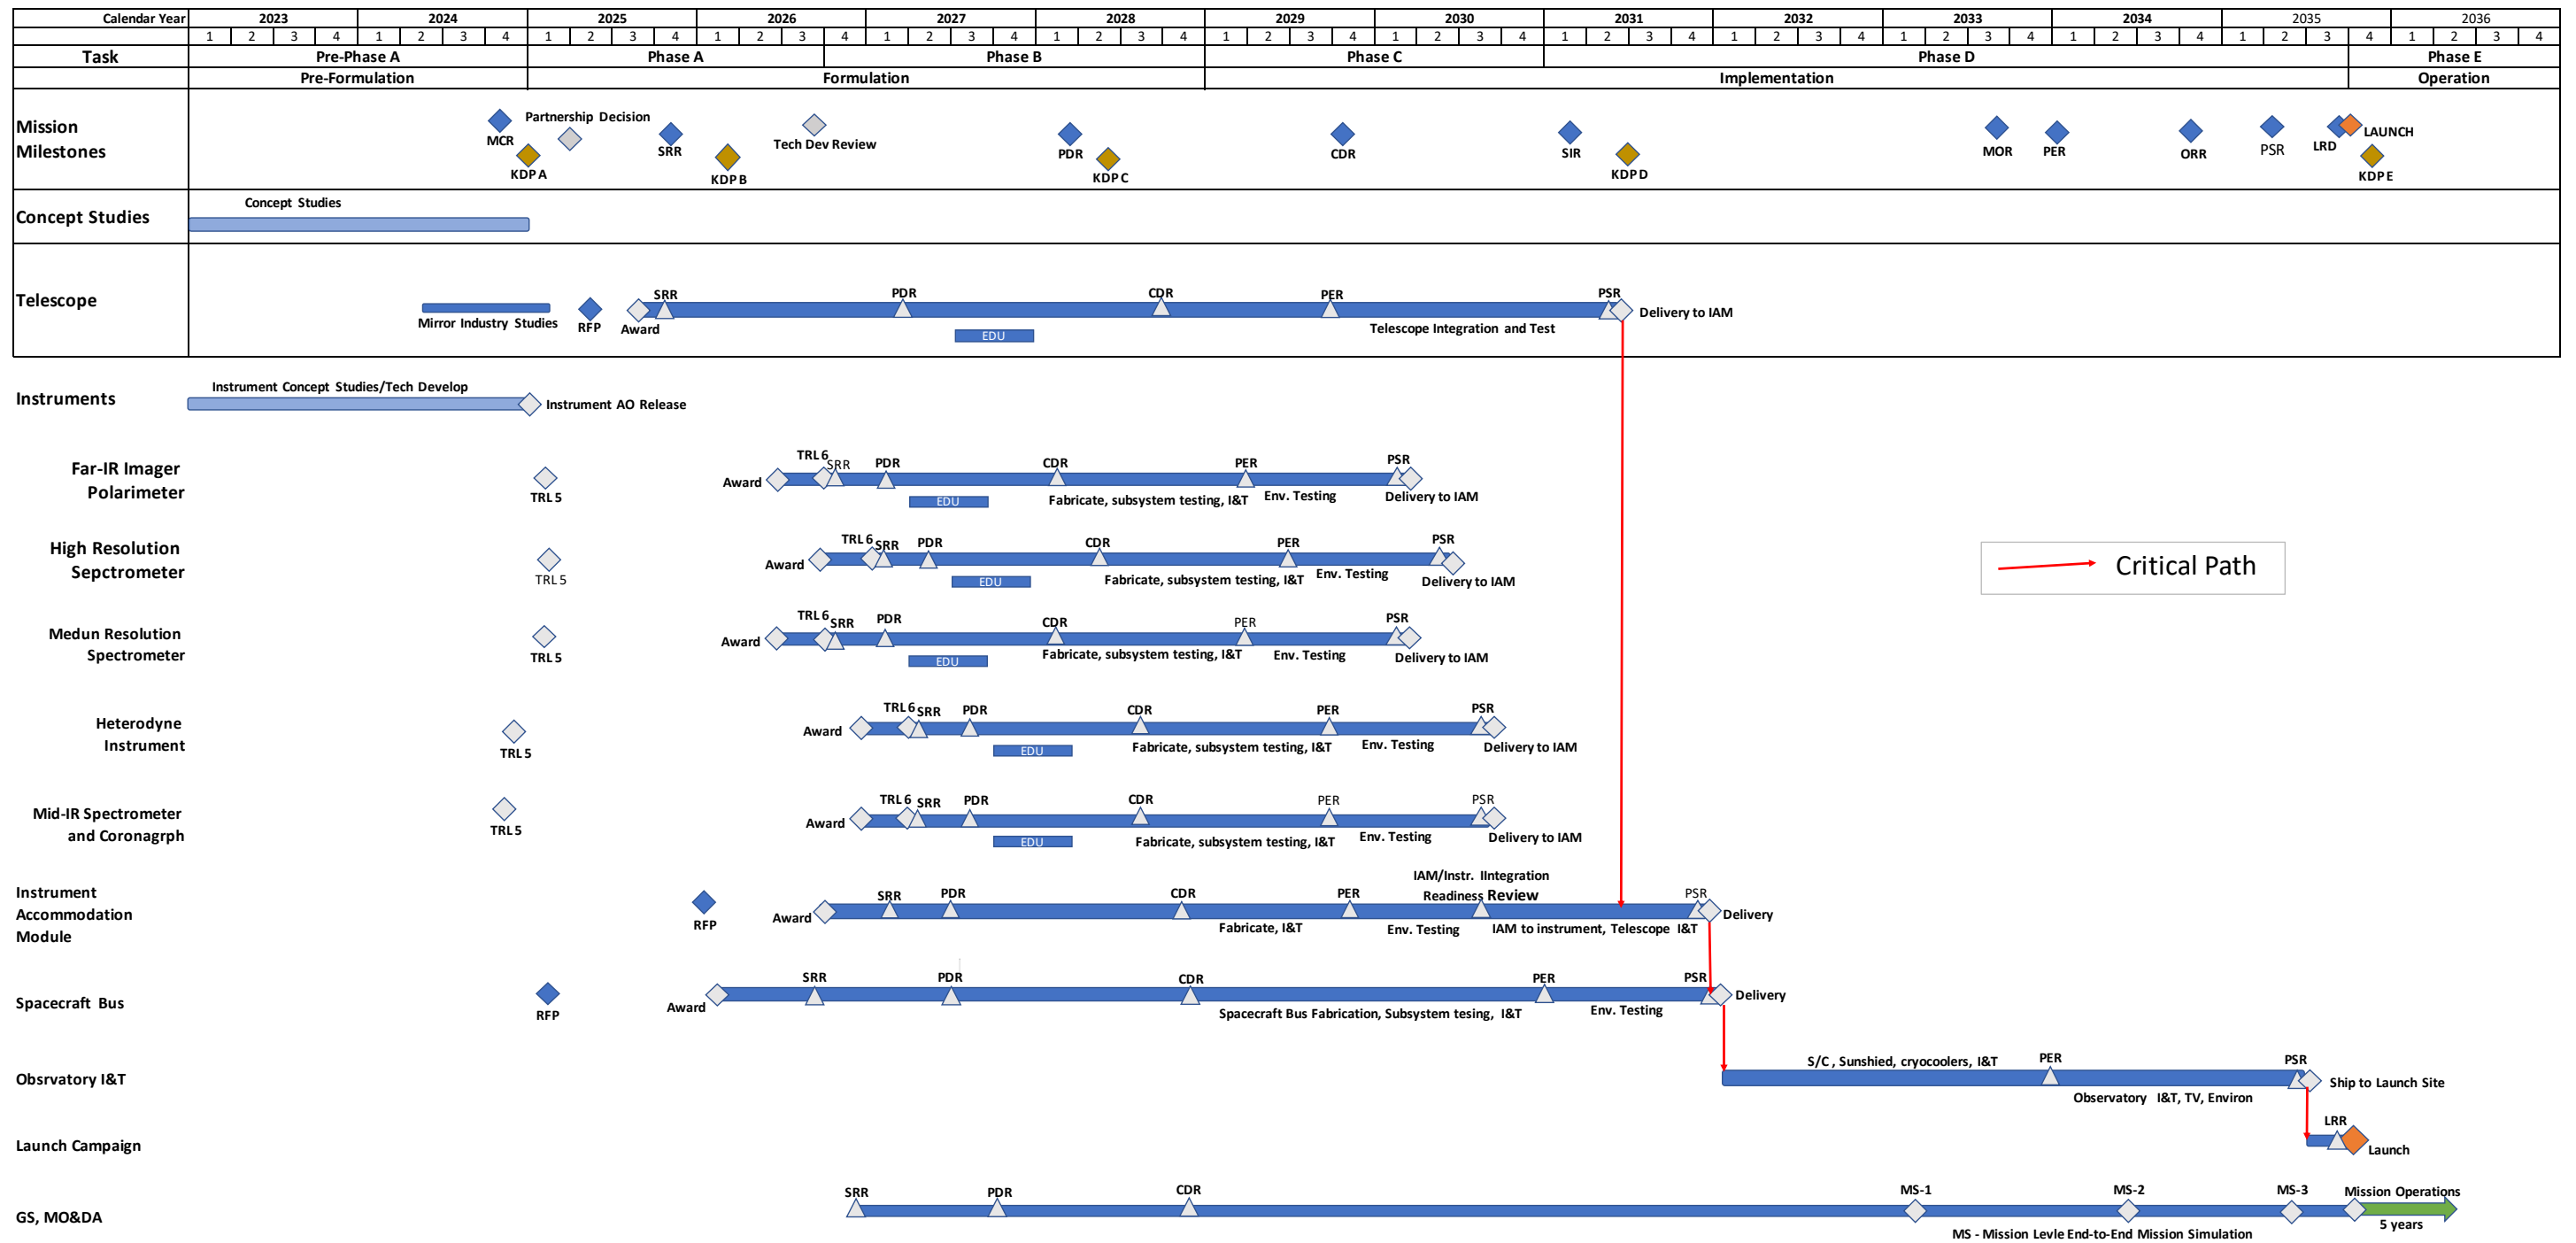 Calendar Year 2023 2024 2025 2026 2027 2028 2029 2030 2031 2032 2033 2034 2035 2036
1 2 3 4 1 2 3 4 1 2 3 4 1 2 3 4 1 2 3 4 1 2 3 4 1 2 3 4 1 2 3 4 1 2 3 4 1 2 3 4 1 2 3 4 1 2 3 4 1 2 3 4 1 2 3 4
Task Pre-Phase A Phase A Phase B Phase C Phase D Phase E
Pre-Formulation Formulation Implementation Operation
Mission
Milestones
MCR
KDP A
Partnership Decision
SRR
KDP B
Tech Dev Review
PDR
KDP C
CDR
SIR
KDP D
MOR
PER
ORR
PSR
LRD
LAUNCH
KDP E
Concept Studies
Concept Studies
Telescope
Mirror Industry Studies
RFP
Award
SRR
PDR
EDU
CDR
PER
Telescope Integration and Test
PSR
Delivery to IAM
Instruments
Instrument Concept Studies/Tech Develop
Instrument AO Release
Far-IR Imager
Polarimeter
TRL 5
Award
TRL 6
SRR
PDR
EDU
CDR
Fabricate, subsystem testing, I&T
PER
Env. Testing
PSR
Delivery to IAM
High Resolution
Sepctrometer
TRL 5
Award
TRL 6
SRR
PDR
EDU
CDR
Fabricate, subsystem testing, I&T
PER
Env. Testing
PSR
Delivery to IAM
Critical Path
Medun Resolution
Spectrometer
TRL 5
Award
TRL 6
SRR
PDR
EDU
CDR
Fabricate, subsystem testing, I&T
PER
Env. Testing
PSR
Delivery to IAM
Heterodyne
Instrument
TRL 5
Award
TRL 6
SRR
PDR
EDU
CDR
Fabricate, subsystem testing, I&T
PER
Env. Testing
PSR
Delivery to IAM
Mid-IR Spectrometer
and Coronagrph
TRL 5
Award
TRL 6
SRR
PDR
EDU
CDR
Fabricate, subsystem testing, I&T
PER
Env. Testing
PSR
Delivery to IAM
Instrument
Accommodation
Module
RFP
Award
SRR
PDR
CDR
Fabricate, I&T
PER
Env. Testing
IAM/Instr. IIntegration
Readiness Review
IAM to instrument, Telescope I&T
PSR
Delivery
Spacecraft Bus
RFP
Award
SRR
PDR
CDR
Spacecraft Bus Fabrication, Subsystem tesing, I&T
PER
Env. Testing
PSR
Delivery
Obsrvatory I&T
S/C , Sunshied, cryocoolers, I&T
PER
Observatory I&T, TV, Environ
PSR
Ship to Launch Site
Launch Campaign
LRR
Launch
GS, MO&DA
SRR
PDR
CDR
MS-1
MS-2
MS-3
MS - Mission Levle End-to-End Mission Simulation
Mission Operations
5 years